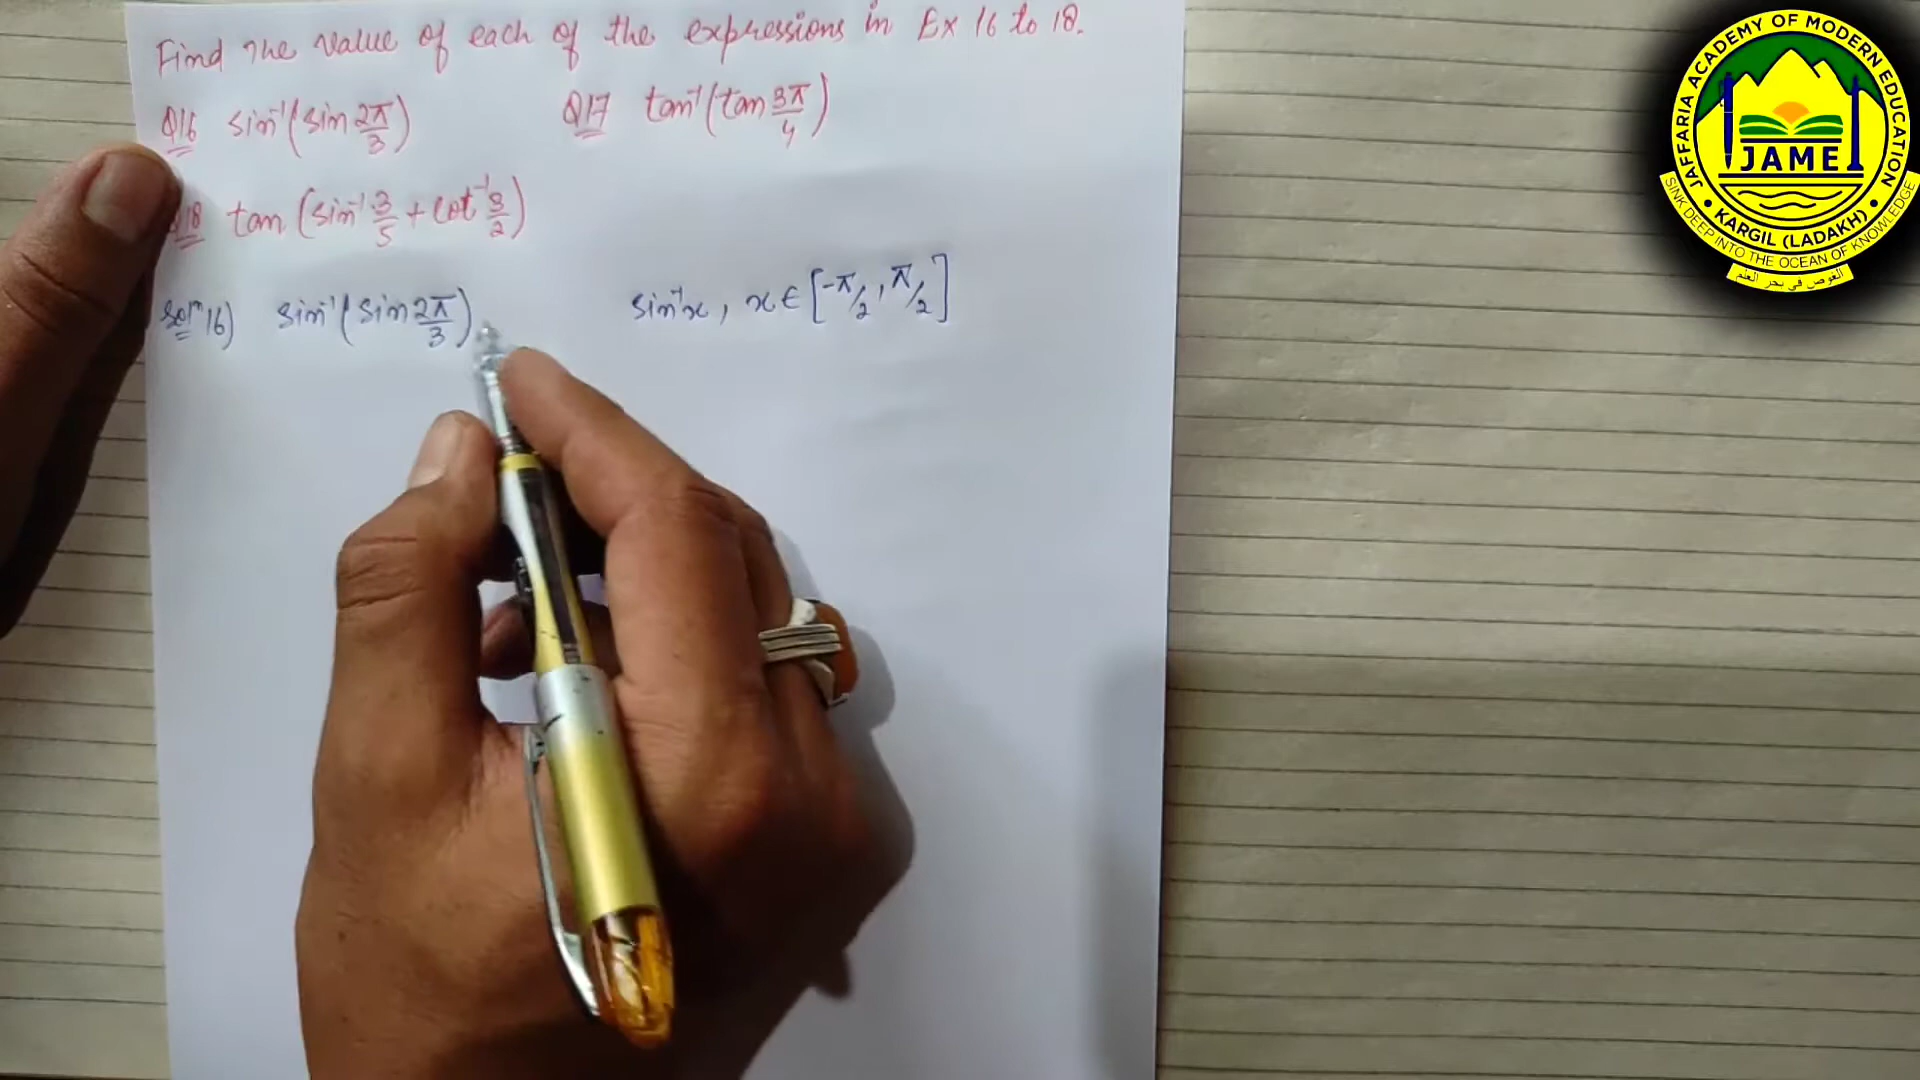 Find the value of each of the expressions in Ex 16 to 18.
Q16 sin⁻¹(sin 2π/3) Q17 tan⁻¹(tan 3π/4)
Q18 tan (sin⁻¹ 3/5 + cot⁻¹ 3/2)
Solⁿ 16) sin⁻¹(sin 2π/3) sin⁻¹x, x ∈ [-π/2, π/2]
JAFFARIA ACADEMY OF MODERN EDUCATION
JAME
• KARGIL (LADAKH) •
SINK DEEP INTO THE OCEAN OF KNOWLEDGE
الغوص في بحر العلم